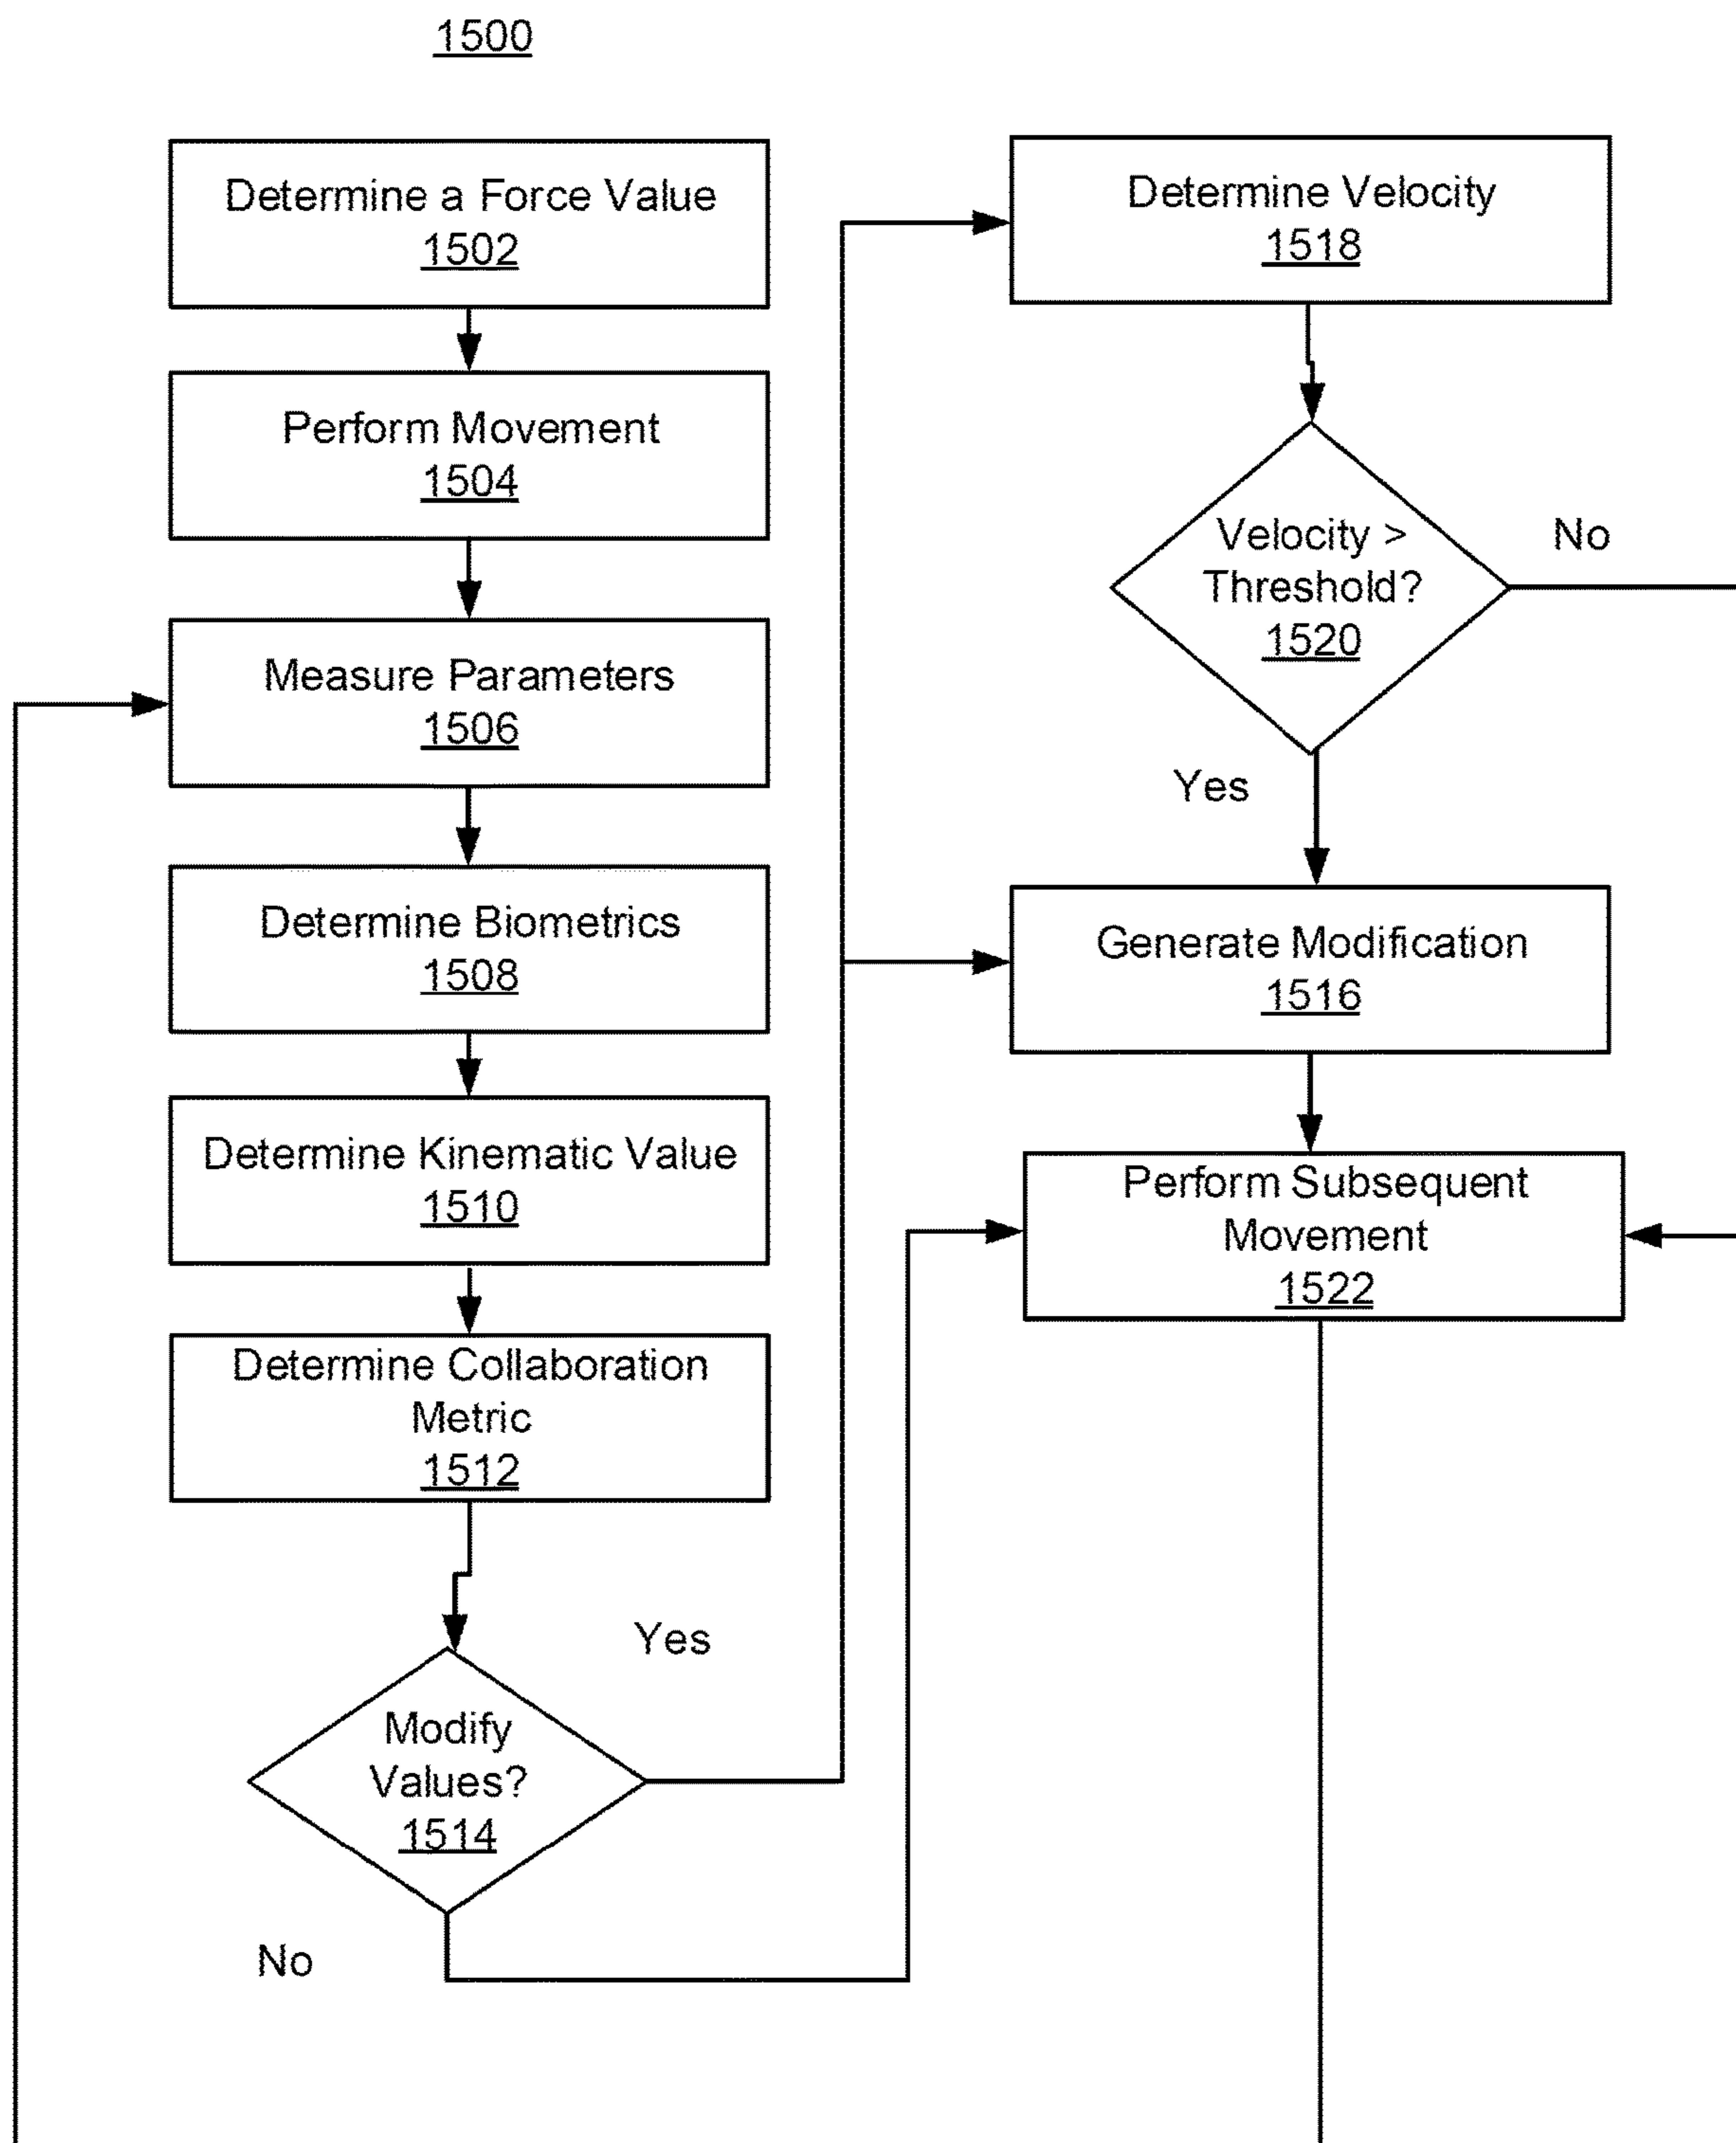 1500
Determine a Force Value
1502
Perform Movement
1504
Measure Parameters
1506
Determine Biometrics
1508
Determine Kinematic Value
1510
Determine Collaboration
Metric
1512
Yes
Modify
Values?
1514
No
Determine Velocity
1518
Velocity >
Threshold?
1520
No
Yes
Generate Modification
1516
Perform Subsequent
Movement
1522